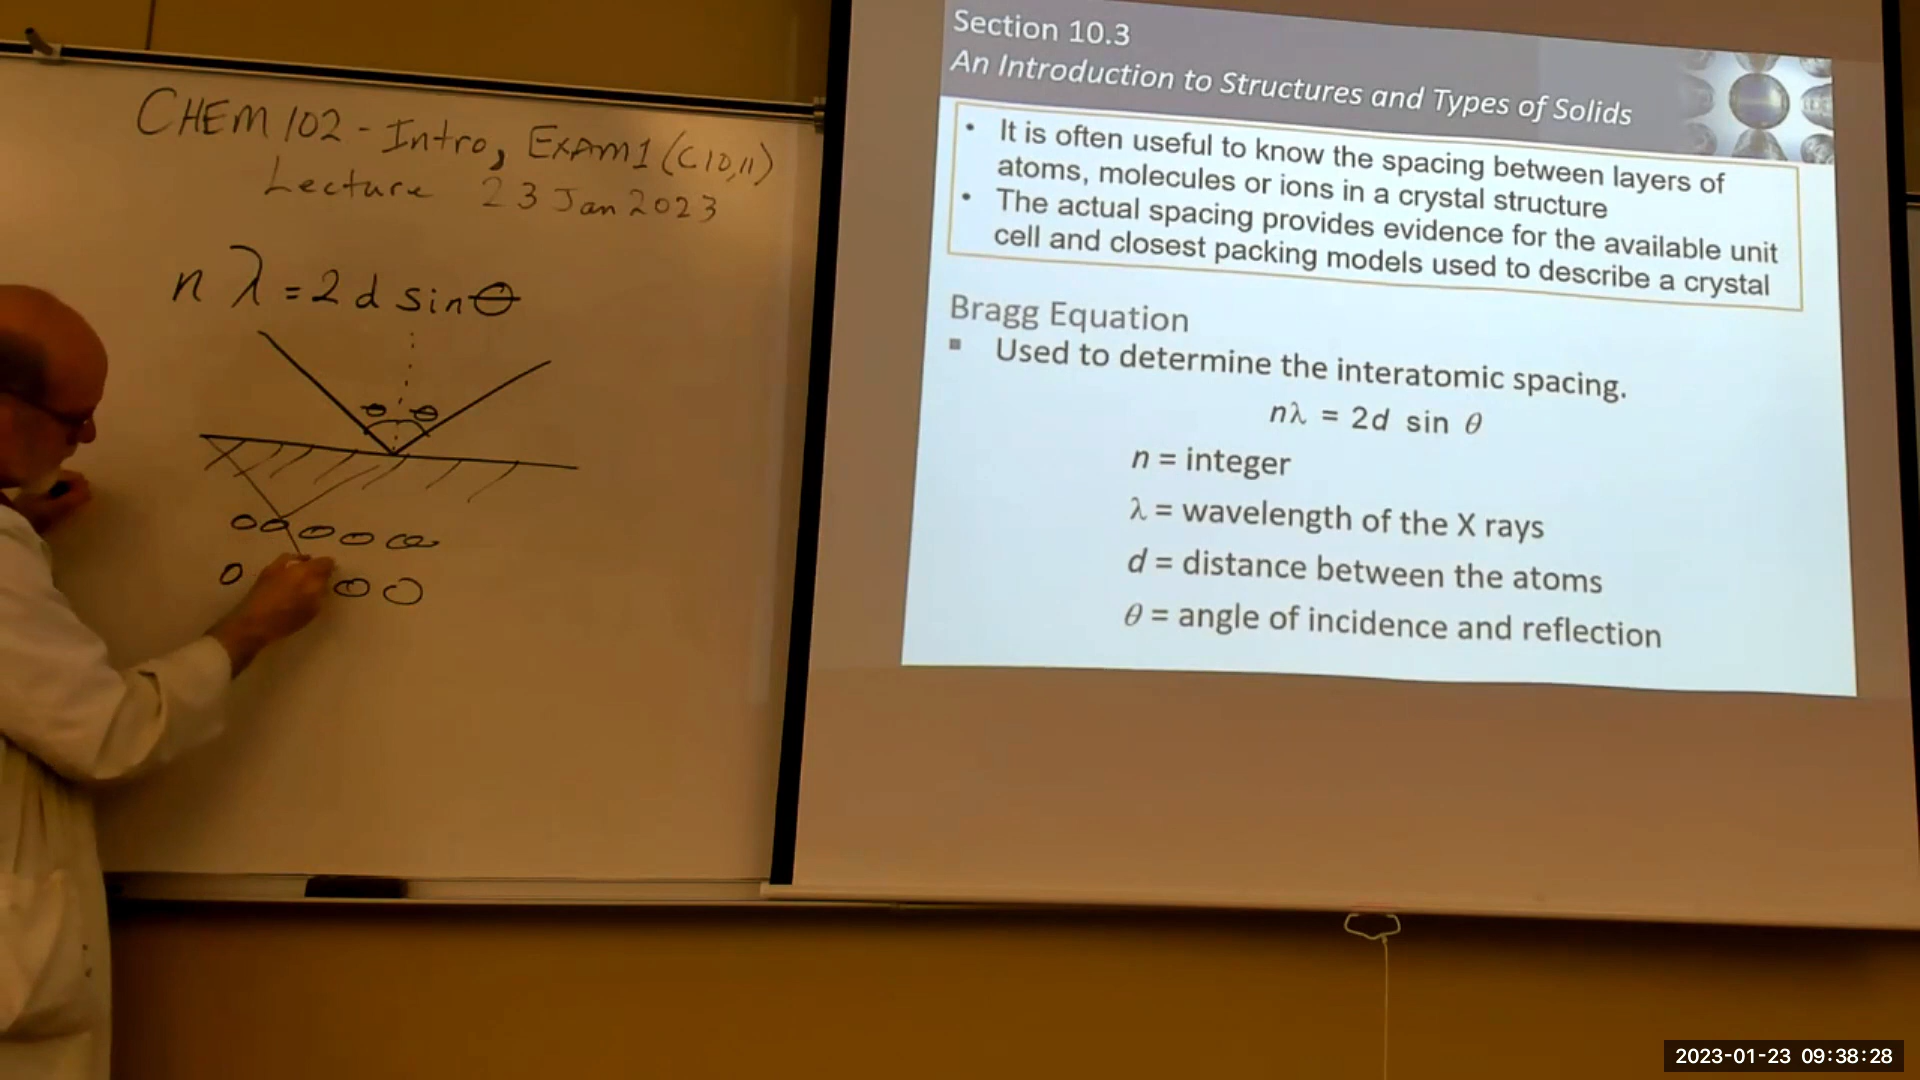 CHEM 102 - Intro, EXAM 1 (C10,11)
Lecture 23 Jan 2023
n λ = 2 d sin θ
θ θ
Section 10.3
An Introduction to Structures and Types of Solids
• It is often useful to know the spacing between layers of
atoms, molecules or ions in a crystal structure
• The actual spacing provides evidence for the available unit
cell and closest packing models used to describe a crystal
Bragg Equation
▪ Used to determine the interatomic spacing.
nλ = 2d sin θ
n = integer
λ = wavelength of the X rays
d = distance between the atoms
θ = angle of incidence and reflection
2023-01-23 09:38:28